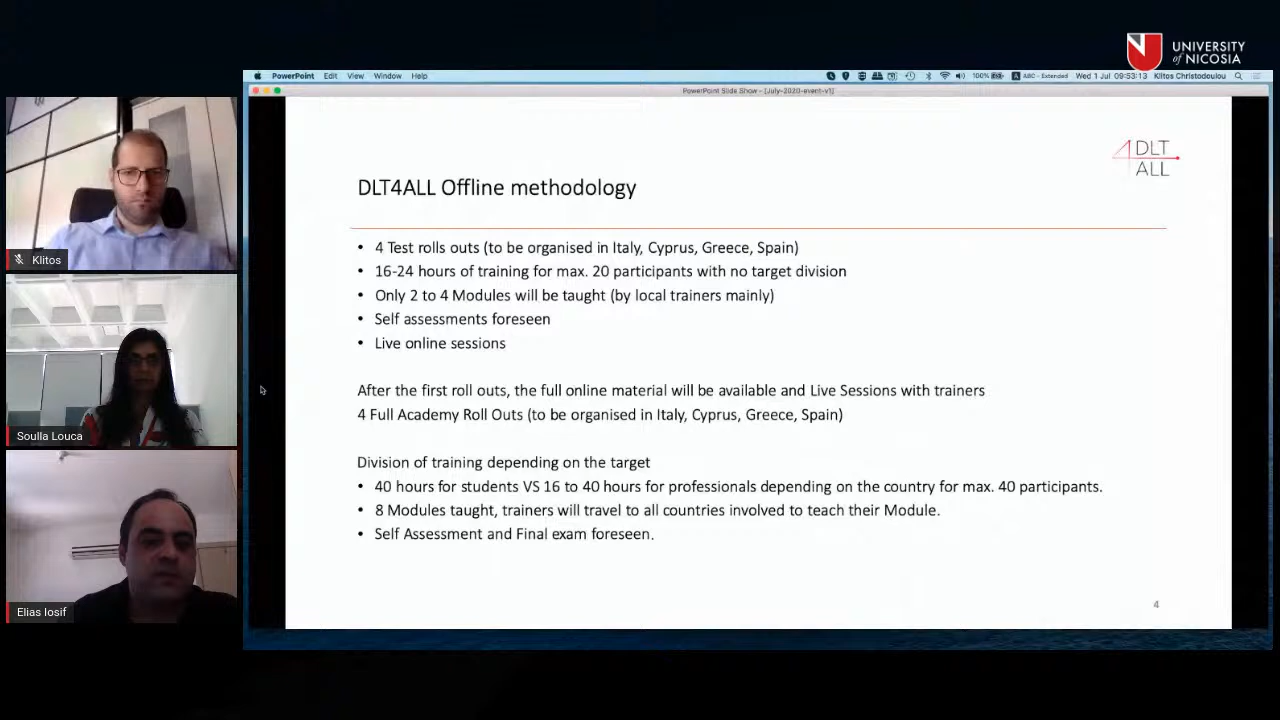 UNIVERSITY
of NICOSIA
PowerPoint Edit View Window Help
100%
ABC - Extended Wed 1 Jul 09:53:13 Klitos Christodoulou
PowerPoint Slide Show - [July-2020-event-v1]
4 DLT
ALL
DLT4ALL Offline methodology
• 4 Test rolls outs (to be organised in Italy, Cyprus, Greece, Spain)
• 16-24 hours of training for max. 20 participants with no target division
• Only 2 to 4 Modules will be taught (by local trainers mainly)
• Self assessments foreseen
• Live online sessions
After the first roll outs, the full online material will be available and Live Sessions with trainers
4 Full Academy Roll Outs (to be organised in Italy, Cyprus, Greece, Spain)
Division of training depending on the target
• 40 hours for students VS 16 to 40 hours for professionals depending on the country for max. 40 participants.
• 8 Modules taught, trainers will travel to all countries involved to teach their Module.
• Self Assessment and Final exam foreseen.
4
Klitos
Soulla Louca
Elias Iosif